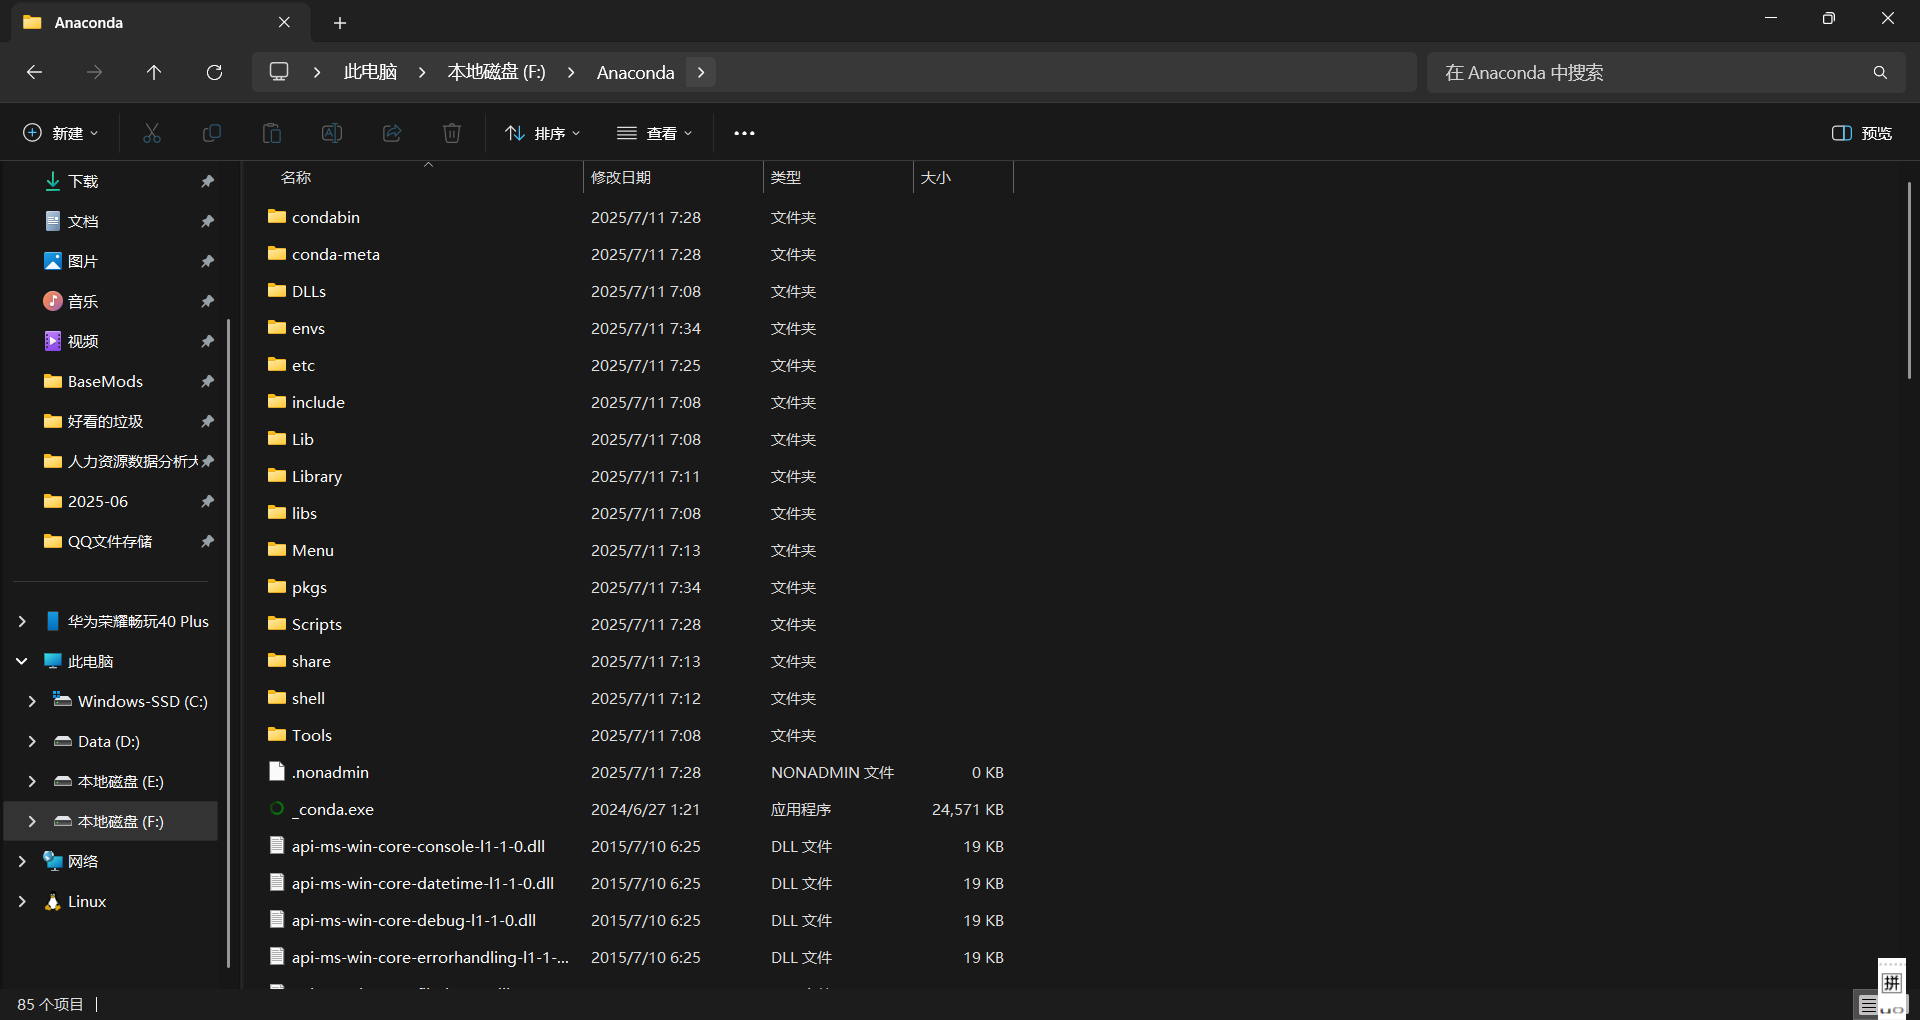 Anaconda
此电脑 本地磁盘 (F:) Anaconda
在 Anaconda 中搜索
新建 排序 查看 预览
下载
文档
图片
音乐
视频
BaseMods
好看的垃圾
人力资源数据分析大
2025-06
QQ文件存储
华为荣耀畅玩40 Plus
此电脑
Windows-SSD (C:)
Data (D:)
本地磁盘 (E:)
本地磁盘 (F:)
网络
Linux
名称 修改日期 类型 大小
condabin 2025/7/11 7:28 文件夹
conda-meta 2025/7/11 7:28 文件夹
DLLs 2025/7/11 7:08 文件夹
envs 2025/7/11 7:34 文件夹
etc 2025/7/11 7:25 文件夹
include 2025/7/11 7:08 文件夹
Lib 2025/7/11 7:08 文件夹
Library 2025/7/11 7:11 文件夹
libs 2025/7/11 7:08 文件夹
Menu 2025/7/11 7:13 文件夹
pkgs 2025/7/11 7:34 文件夹
Scripts 2025/7/11 7:28 文件夹
share 2025/7/11 7:13 文件夹
shell 2025/7/11 7:12 文件夹
Tools 2025/7/11 7:08 文件夹
.nonadmin 2025/7/11 7:28 NONADMIN 文件 0 KB
_conda.exe 2024/6/27 1:21 应用程序 24,571 KB
api-ms-win-core-console-l1-1-0.dll 2015/7/10 6:25 DLL 文件 19 KB
api-ms-win-core-datetime-l1-1-0.dll 2015/7/10 6:25 DLL 文件 19 KB
api-ms-win-core-debug-l1-1-0.dll 2015/7/10 6:25 DLL 文件 19 KB
api-ms-win-core-errorhandling-l1-1-... 2015/7/10 6:25 DLL 文件 19 KB
85 个项目
拼